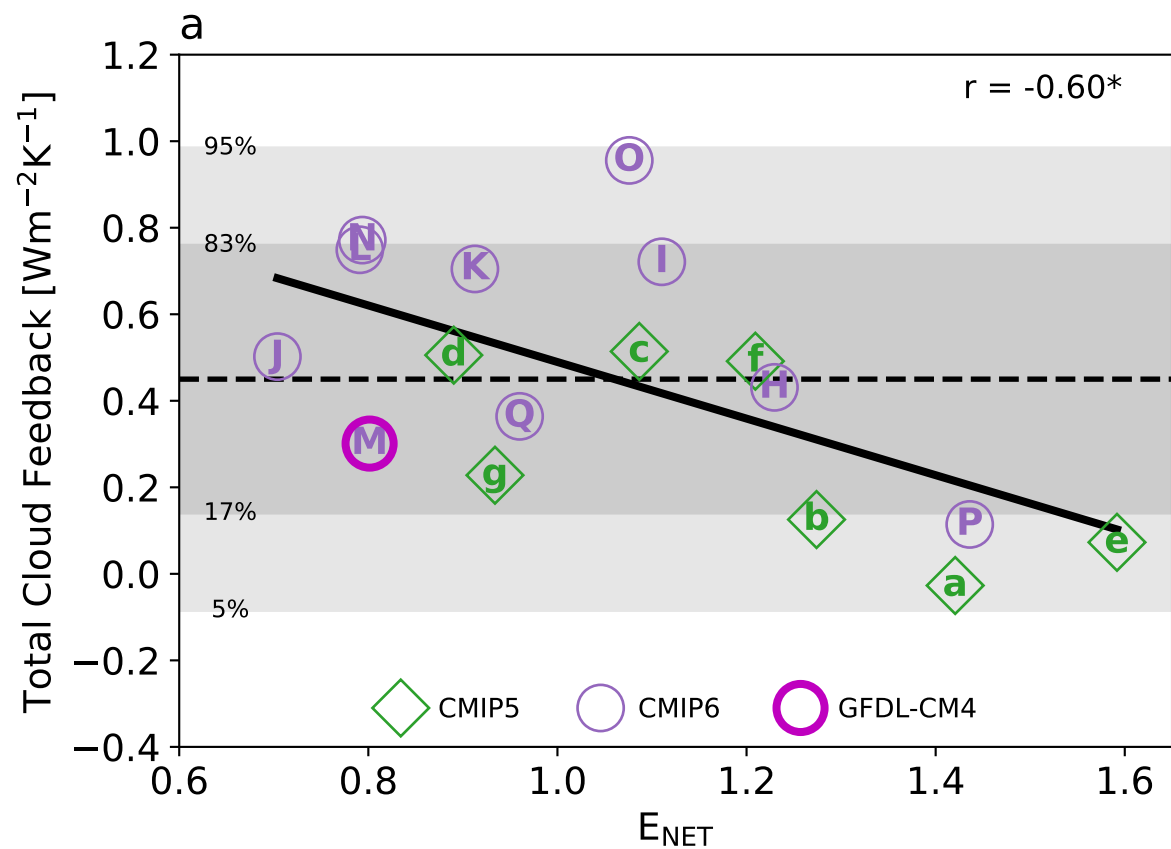 a
r = -0.60*
Total Cloud Feedback [Wm⁻²K⁻¹]
1.2
1.0
0.8
0.6
0.4
0.2
0.0
−0.2
−0.4
95%
83%
17%
5%
O
N
L
K
I
J
d
c
f
H
Q
M
g
b
P
e
a
CMIP5 CMIP6 GFDL-CM4
0.6 0.8 1.0 1.2 1.4 1.6
E_NET